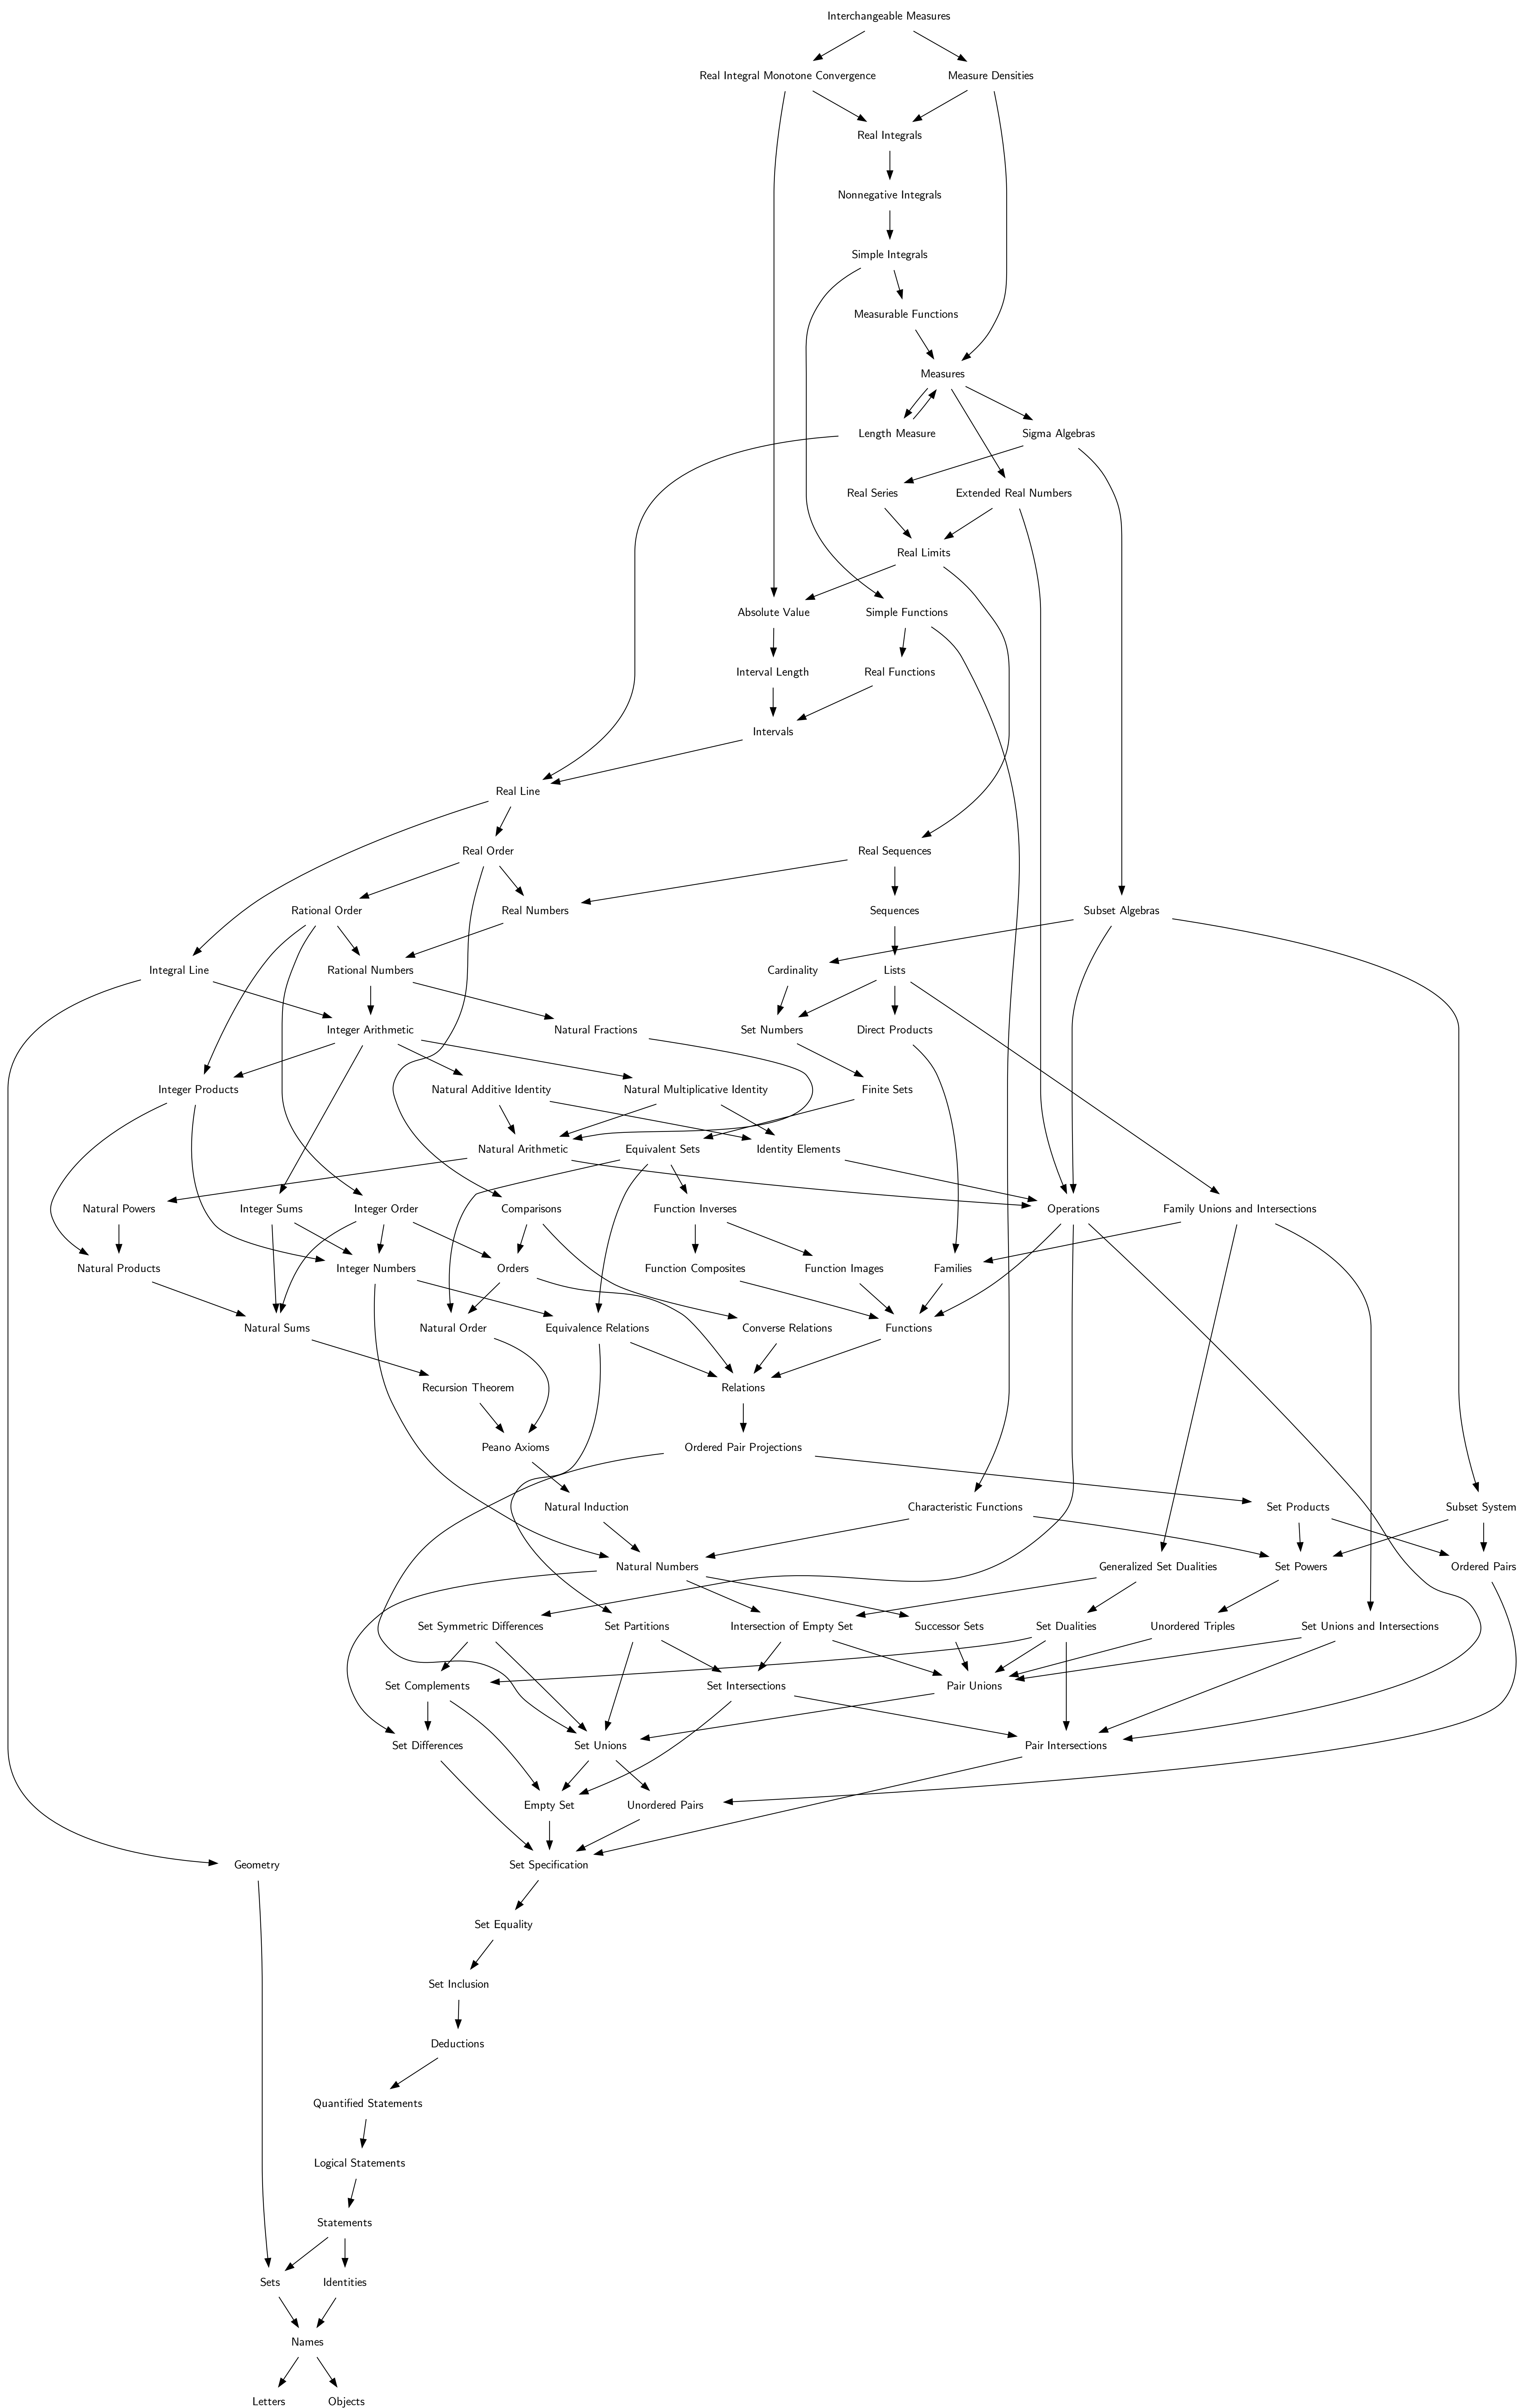 Interchangeable Measures
Real Integral Monotone Convergence
Measure Densities
Real Integrals
Nonnegative Integrals
Simple Integrals
Measurable Functions
Measures
Length Measure
Sigma Algebras
Real Series
Extended Real Numbers
Real Limits
Absolute Value
Simple Functions
Interval Length
Real Functions
Intervals
Real Line
Real Order
Real Sequences
Rational Order
Real Numbers
Sequences
Subset Algebras
Integral Line
Rational Numbers
Cardinality
Lists
Integer Arithmetic
Natural Fractions
Set Numbers
Direct Products
Integer Products
Natural Additive Identity
Natural Multiplicative Identity
Finite Sets
Natural Arithmetic
Equivalent Sets
Identity Elements
Natural Powers
Integer Sums
Integer Order
Comparisons
Function Inverses
Operations
Family Unions and Intersections
Natural Products
Integer Numbers
Orders
Function Composites
Function Images
Families
Natural Sums
Natural Order
Equivalence Relations
Converse Relations
Functions
Recursion Theorem
Relations
Peano Axioms
Ordered Pair Projections
Natural Induction
Characteristic Functions
Set Products
Subset System
Natural Numbers
Generalized Set Dualities
Set Powers
Ordered Pairs
Set Symmetric Differences
Set Partitions
Intersection of Empty Set
Successor Sets
Set Dualities
Unordered Triples
Set Unions and Intersections
Set Complements
Set Intersections
Pair Unions
Set Differences
Set Unions
Pair Intersections
Empty Set
Unordered Pairs
Geometry
Set Specification
Set Equality
Set Inclusion
Deductions
Quantified Statements
Logical Statements
Statements
Sets
Identities
Names
Letters
Objects